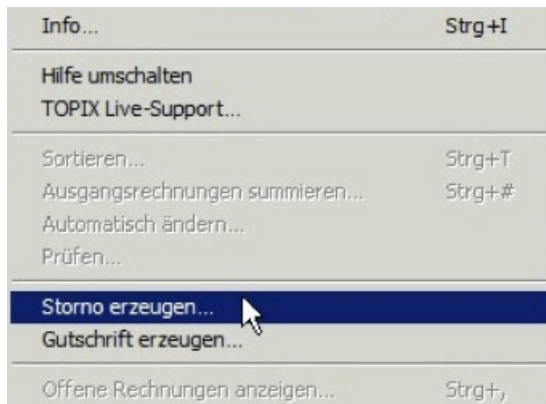 Info... Strg+I
Hilfe umschalten
TOPIX Live-Support...
Sortieren... Strg+T
Ausgangsrechnungen summieren... Strg+#
Automatisch ändern...
Prüfen...
Storno erzeugen...
Gutschrift erzeugen...
Offene Rechnungen anzeigen... Strg+,